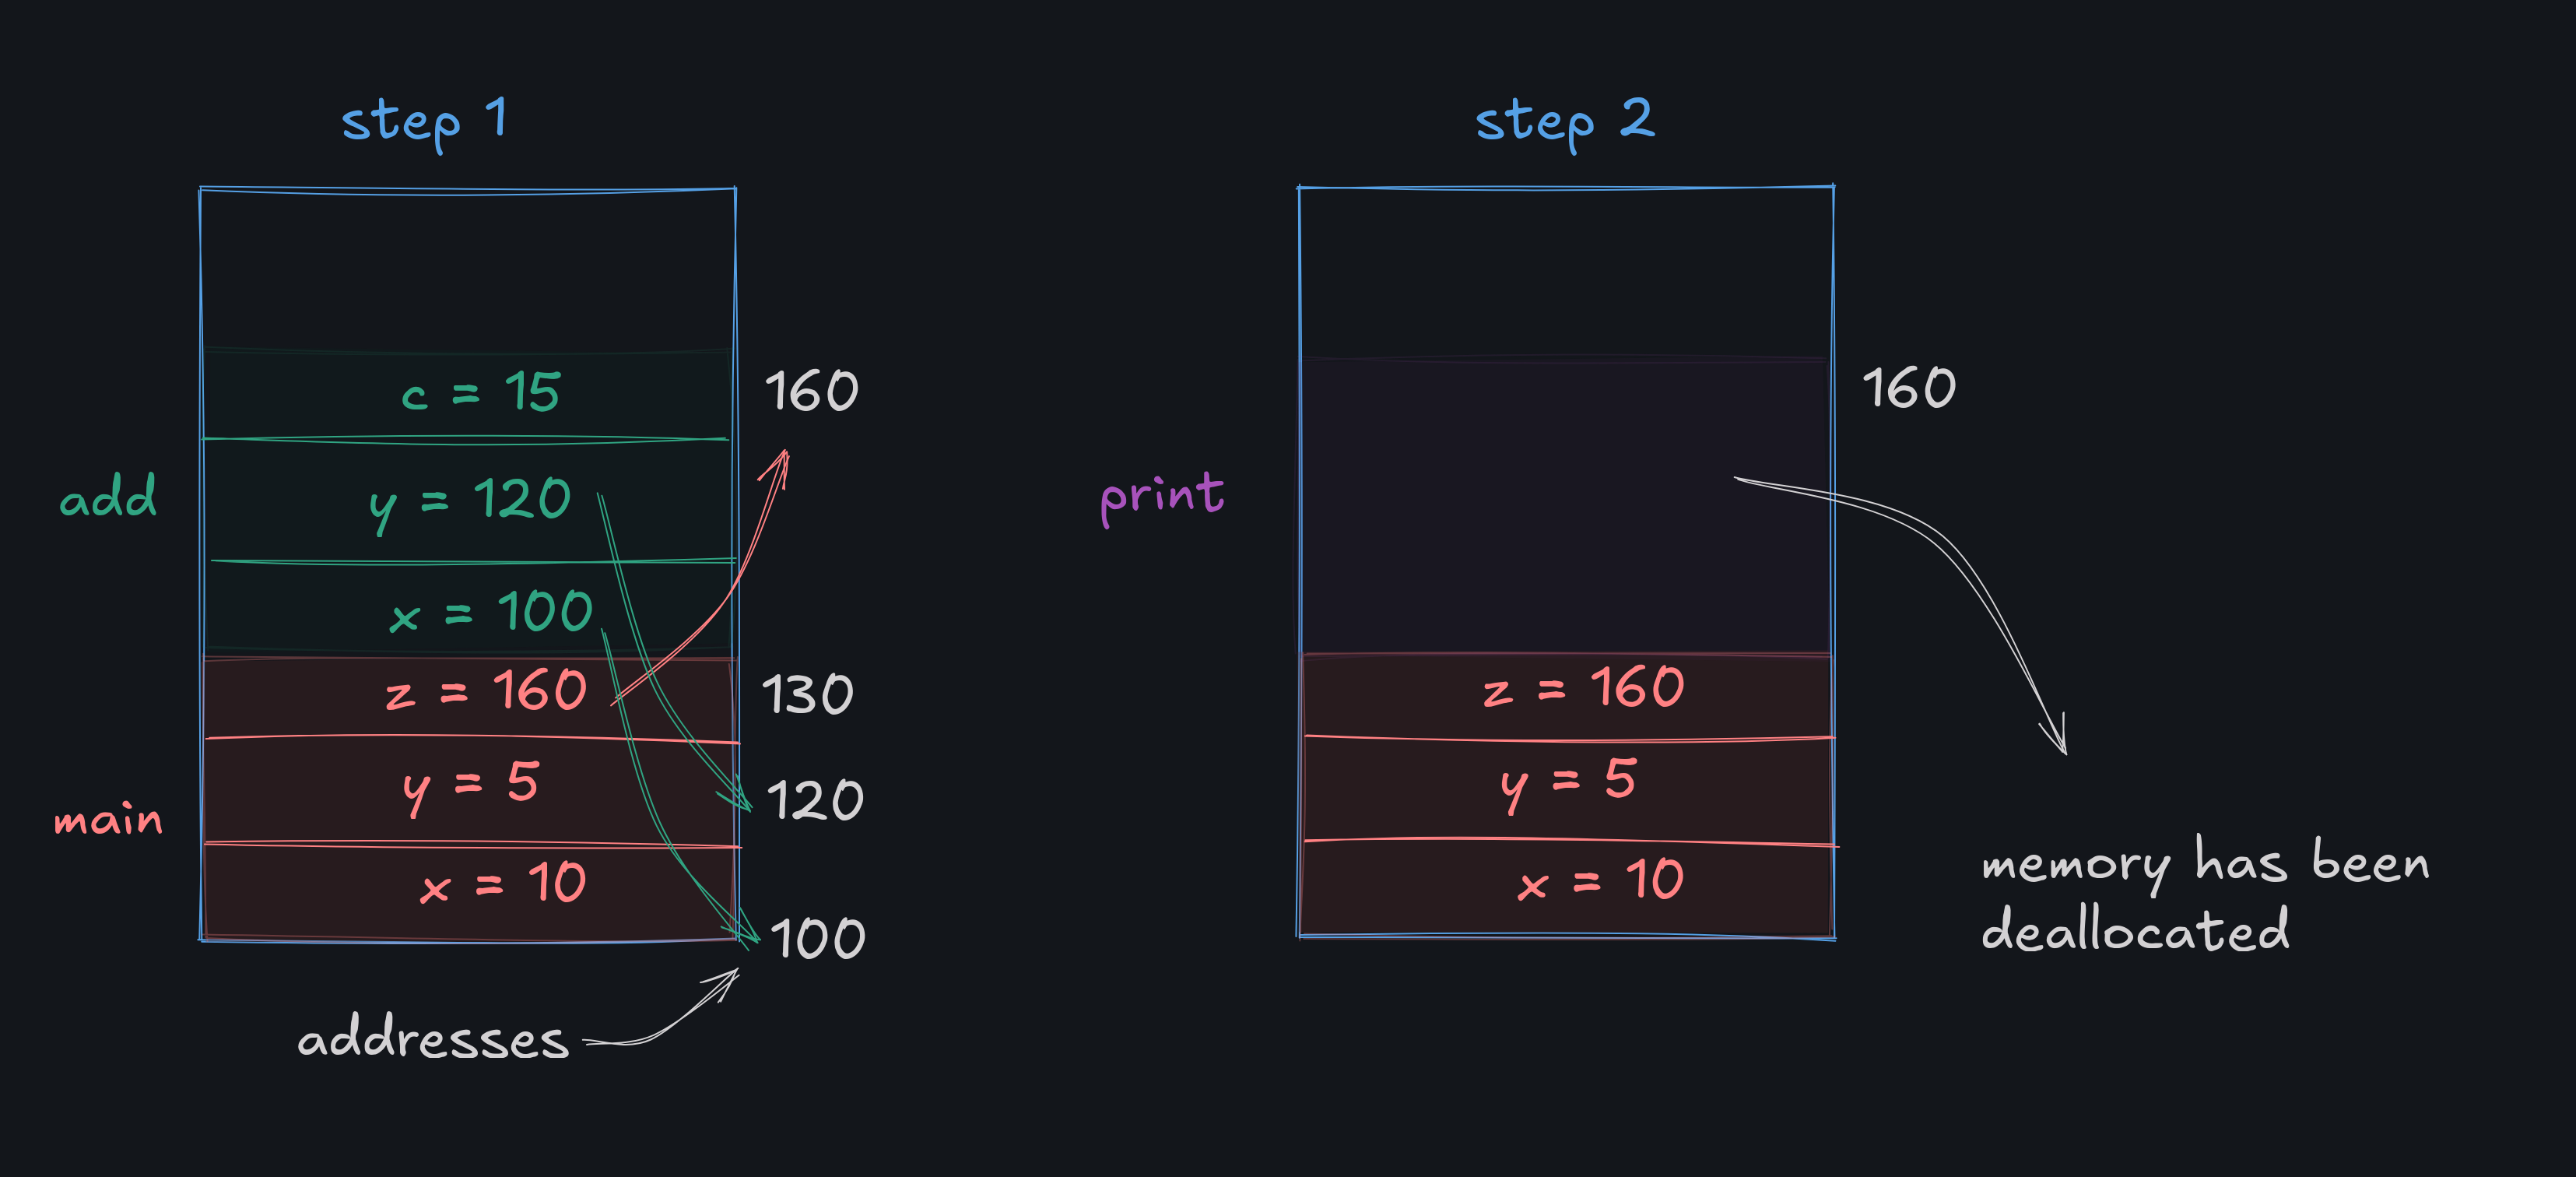 step 1
c = 15
160
add
y = 120
x = 100
z = 160
130
y = 5
120
main
x = 10
100
addresses
step 2
160
print
z = 160
y = 5
x = 10
memory has been
deallocated